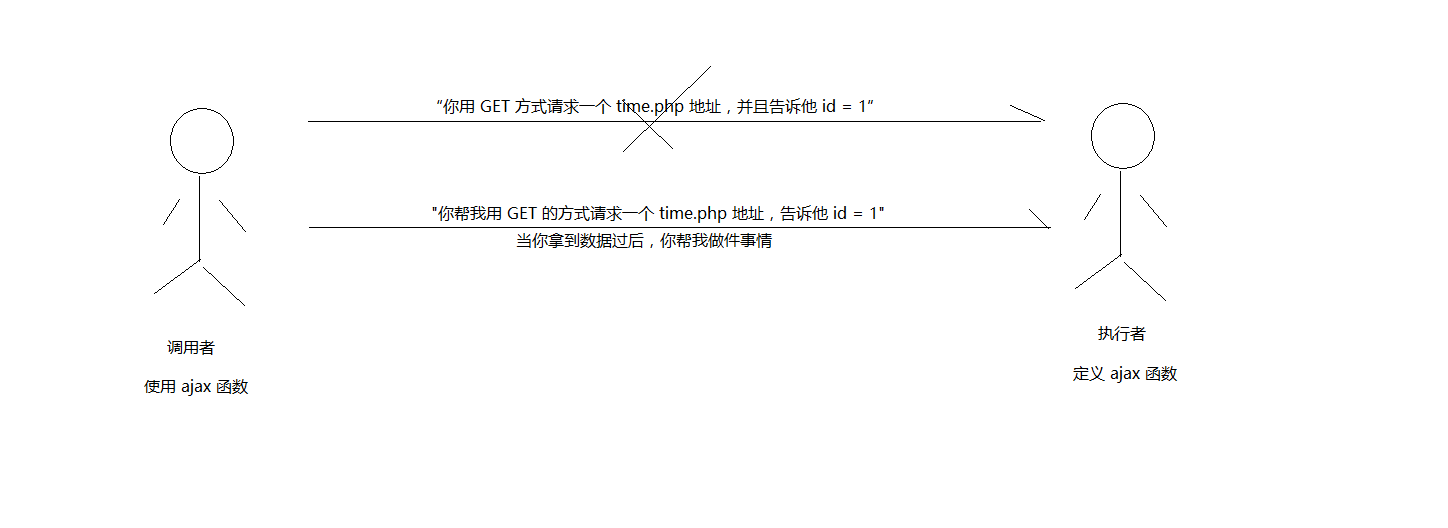 “你用 GET 方式请求一个 time.php 地址，并且告诉他 id = 1”
"你帮我用 GET 的方式请求一个 time.php 地址，告诉他 id = 1"
当你拿到数据过后，你帮我做件事情
调用者
使用 ajax 函数
执行者
定义 ajax 函数